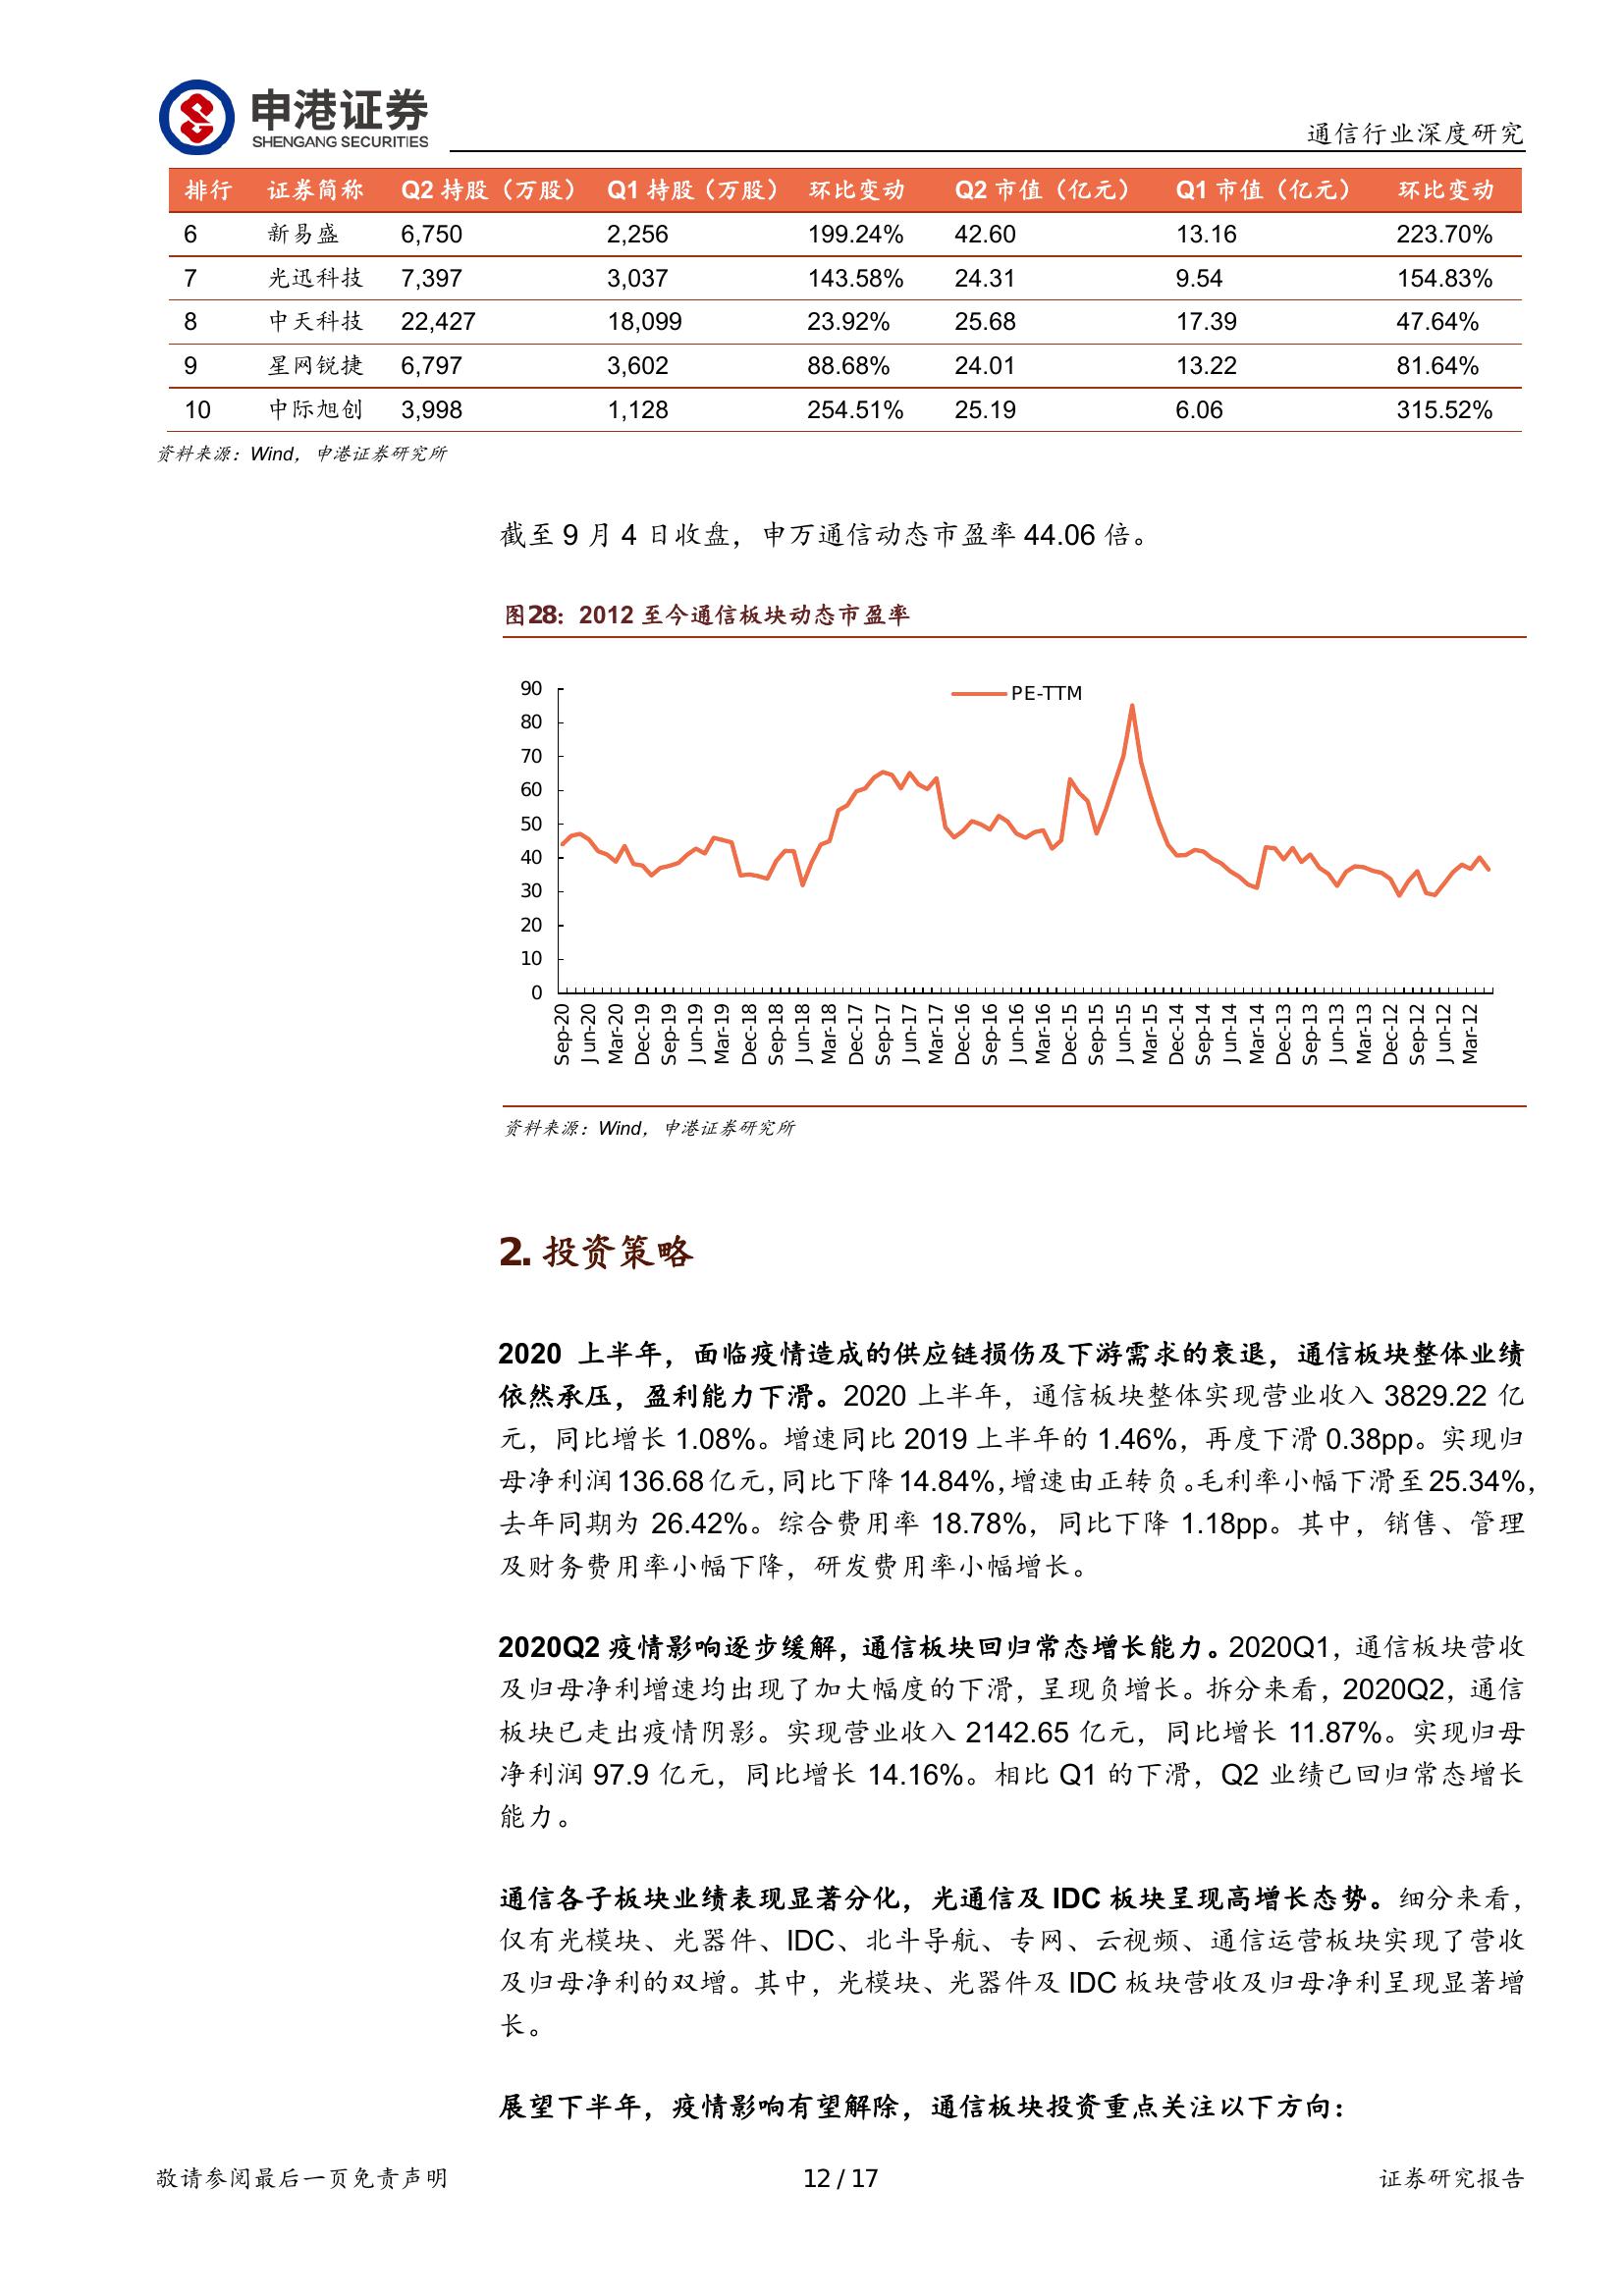 申港证券
SHENGANG SECURITIES
通信行业深度研究
排行 证券简称 Q2 持股（万股） Q1 持股（万股） 环比变动 Q2 市值（亿元） Q1 市值（亿元） 环比变动
6 新易盛 6,750 2,256 199.24% 42.60 13.16 223.70%
7 光迅科技 7,397 3,037 143.58% 24.31 9.54 154.83%
8 中天科技 22,427 18,099 23.92% 25.68 17.39 47.64%
9 星网锐捷 6,797 3,602 88.68% 24.01 13.22 81.64%
10 中际旭创 3,998 1,128 254.51% 25.19 6.06 315.52%
资料来源：Wind，申港证券研究所
截至 9 月 4 日收盘，申万通信动态市盈率 44.06 倍。
图28：2012 至今通信板块动态市盈率
PE-TTM
90
80
70
60
50
40
30
20
10
0
Sep-20 Jun-20 Mar-20 Dec-19 Sep-19 Jun-19 Mar-19 Dec-18 Sep-18 Jun-18 Mar-18 Dec-17 Sep-17 Jun-17 Mar-17 Dec-16 Sep-16 Jun-16 Mar-16 Dec-15 Sep-15 Jun-15 Mar-15 Dec-14 Sep-14 Jun-14 Mar-14 Dec-13 Sep-13 Jun-13 Mar-13 Dec-12 Sep-12 Jun-12 Mar-12
资料来源：Wind，申港证券研究所
2. 投资策略
2020 上半年，面临疫情造成的供应链损伤及下游需求的衰退，通信板块整体业绩
依然承压，盈利能力下滑。2020 上半年，通信板块整体实现营业收入 3829.22 亿
元，同比增长 1.08%。增速同比 2019 上半年的 1.46%，再度下滑 0.38pp。实现归
母净利润 136.68 亿元，同比下降 14.84%，增速由正转负。毛利率小幅下滑至 25.34%，
去年同期为 26.42%。综合费用率 18.78%，同比下降 1.18pp。其中，销售、管理
及财务费用率小幅下降，研发费用率小幅增长。
2020Q2 疫情影响逐步缓解，通信板块回归常态增长能力。2020Q1，通信板块营收
及归母净利增速均出现了加大幅度的下滑，呈现负增长。拆分来看，2020Q2，通信
板块已走出疫情阴影。实现营业收入 2142.65 亿元，同比增长 11.87%。实现归母
净利润 97.9 亿元，同比增长 14.16%。相比 Q1 的下滑，Q2 业绩已回归常态增长
能力。
通信各子板块业绩表现显著分化，光通信及 IDC 板块呈现高增长态势。细分来看，
仅有光模块、光器件、IDC、北斗导航、专网、云视频、通信运营板块实现了营收
及归母净利的双增。其中，光模块、光器件及 IDC 板块营收及归母净利呈现显著增
长。
展望下半年，疫情影响有望解除，通信板块投资重点关注以下方向：
敬请参阅最后一页免责声明 12 / 17 证券研究报告